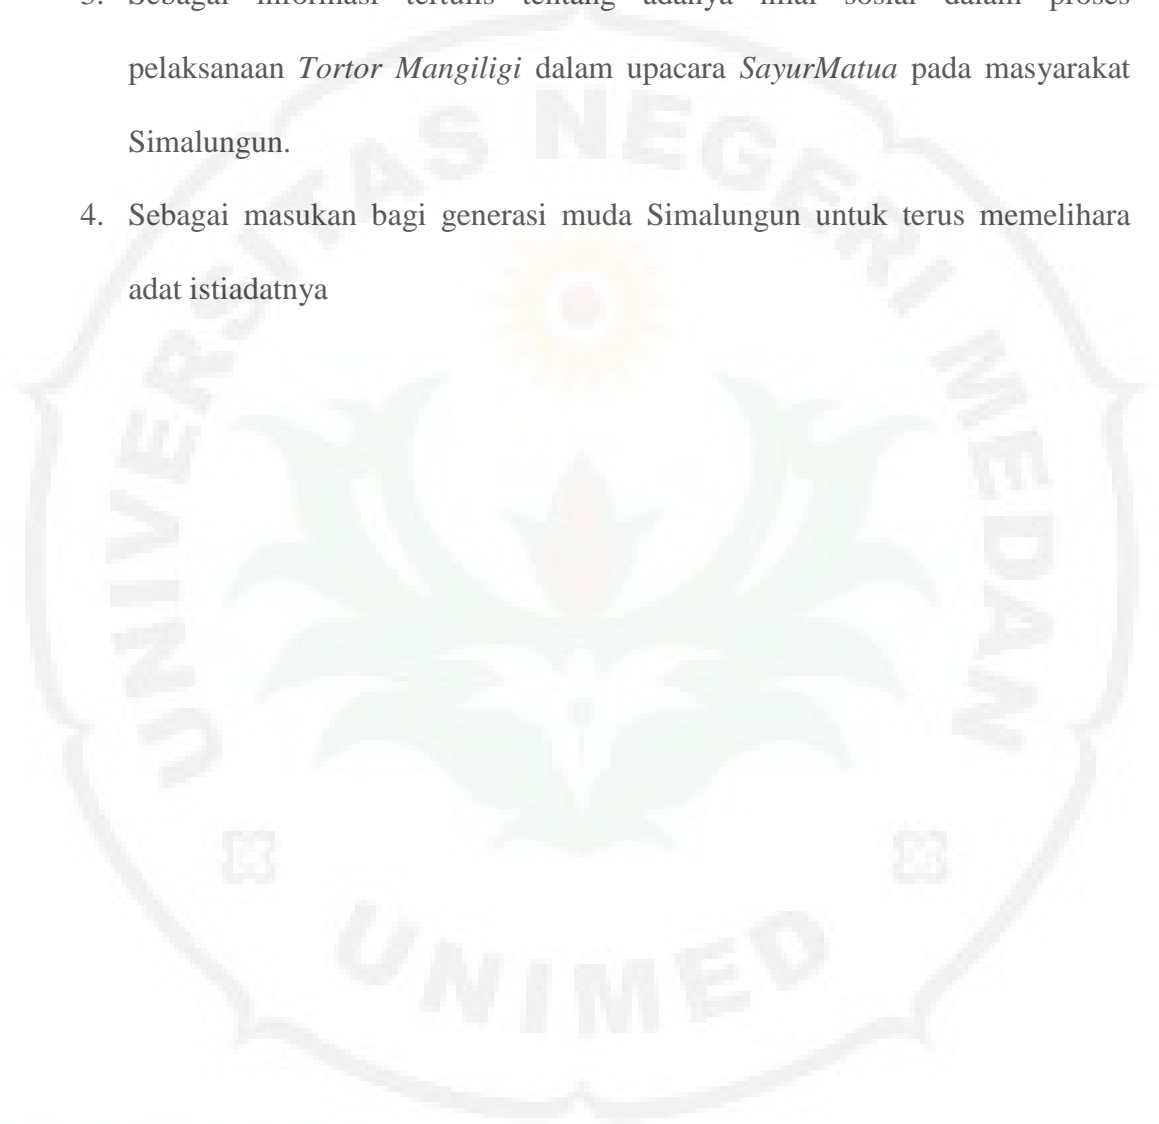 3. Sebagai informasi tertulis tentang adanya nilai sosial dalam proses
pelaksanaan Tortor Mangiligi dalam upacara SayurMatua pada masyarakat
Simalungun.
4. Sebagai masukan bagi generasi muda Simalungun untuk terus memelihara
adat istiadatnya
UNIVERSITAS NEGERI MEDAN
UNIMED